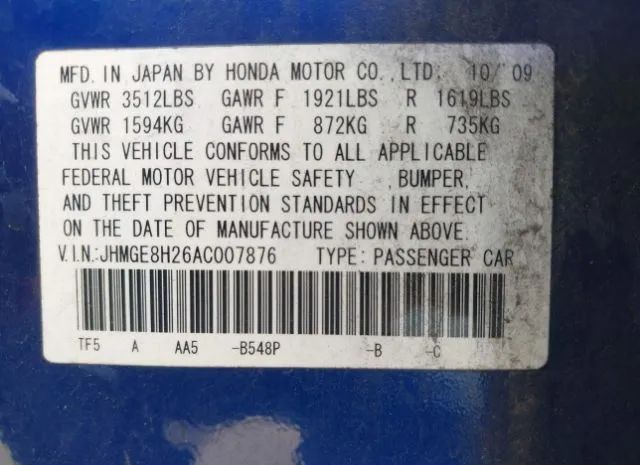 MFD. IN JAPAN BY HONDA MOTOR CO., LTD. 10/09
GVWR 3512LBS GAWR F 1921LBS R 1619LBS
GVWR 1594KG GAWR F 872KG R 735KG
THIS VEHICLE CONFORMS TO ALL APPLICABLE
FEDERAL MOTOR VEHICLE SAFETY , BUMPER,
AND THEFT PREVENTION STANDARDS IN EFFECT
ON THE DATE OF MANUFACTURE SHOWN ABOVE.
V.I.N:JHMGE8H26AC007876 TYPE: PASSENGER CAR
TF5 A AA5 -B548P -B -C